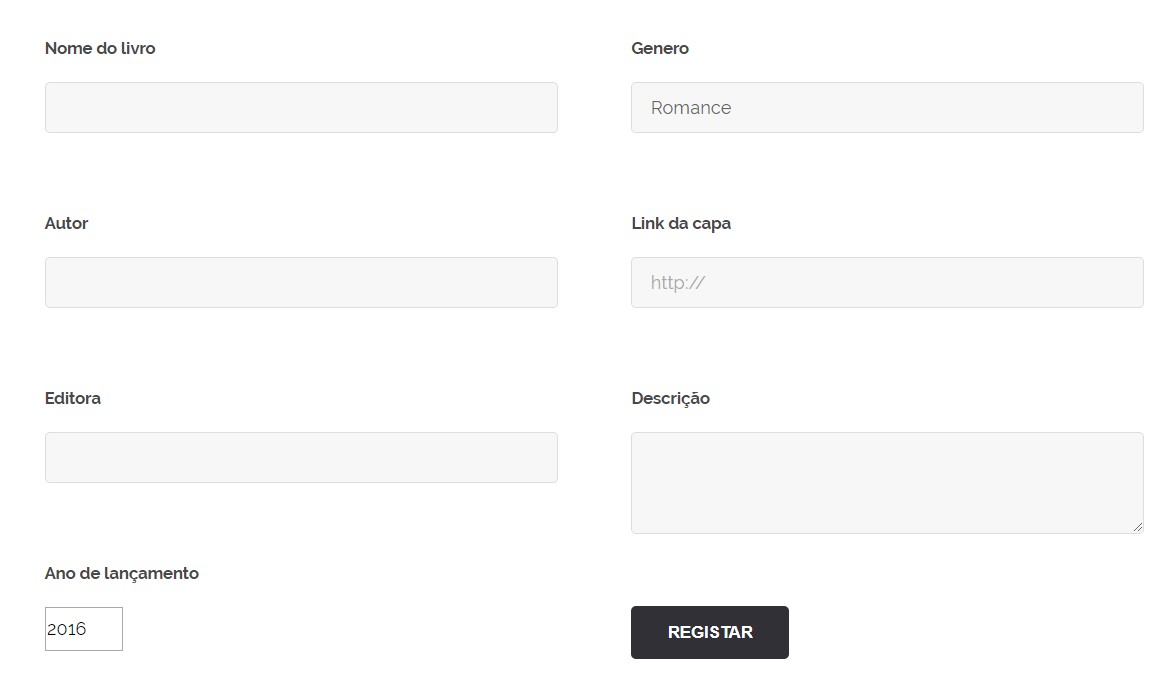 Nome do livro
Genero
Romance
Autor
Link da capa
http://
Editora
Descrição
Ano de lançamento
2016
REGISTAR